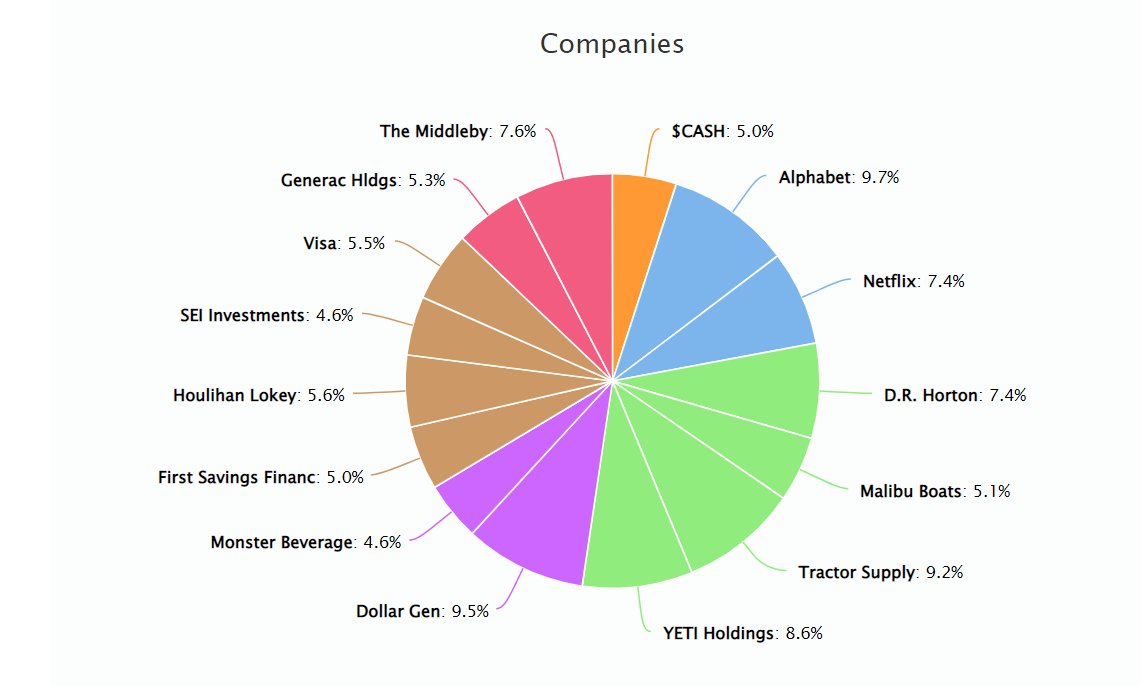 Companies
The Middleby: 7.6%
$CASH: 5.0%
Generac Hldgs: 5.3%
Alphabet: 9.7%
Visa: 5.5%
Netflix: 7.4%
SEI Investments: 4.6%
Houlihan Lokey: 5.6%
D.R. Horton: 7.4%
First Savings Financ: 5.0%
Malibu Boats: 5.1%
Monster Beverage: 4.6%
Tractor Supply: 9.2%
Dollar Gen: 9.5%
YETI Holdings: 8.6%